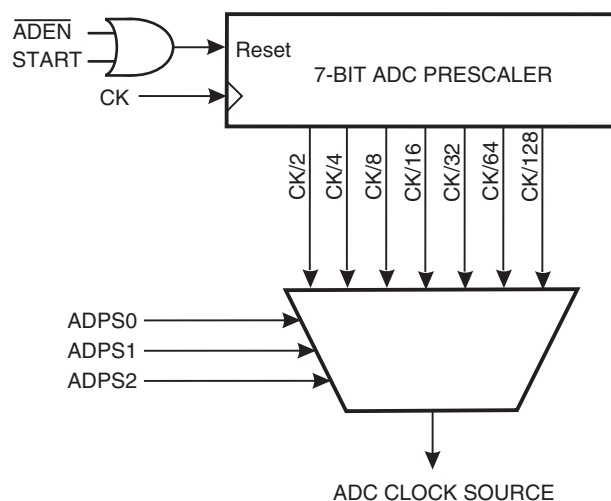 ADEN
START
Reset
7-BIT ADC PRESCALER
CK
CK/2
CK/4
CK/8
CK/16
CK/32
CK/64
CK/128
ADPS0
ADPS1
ADPS2
ADC CLOCK SOURCE